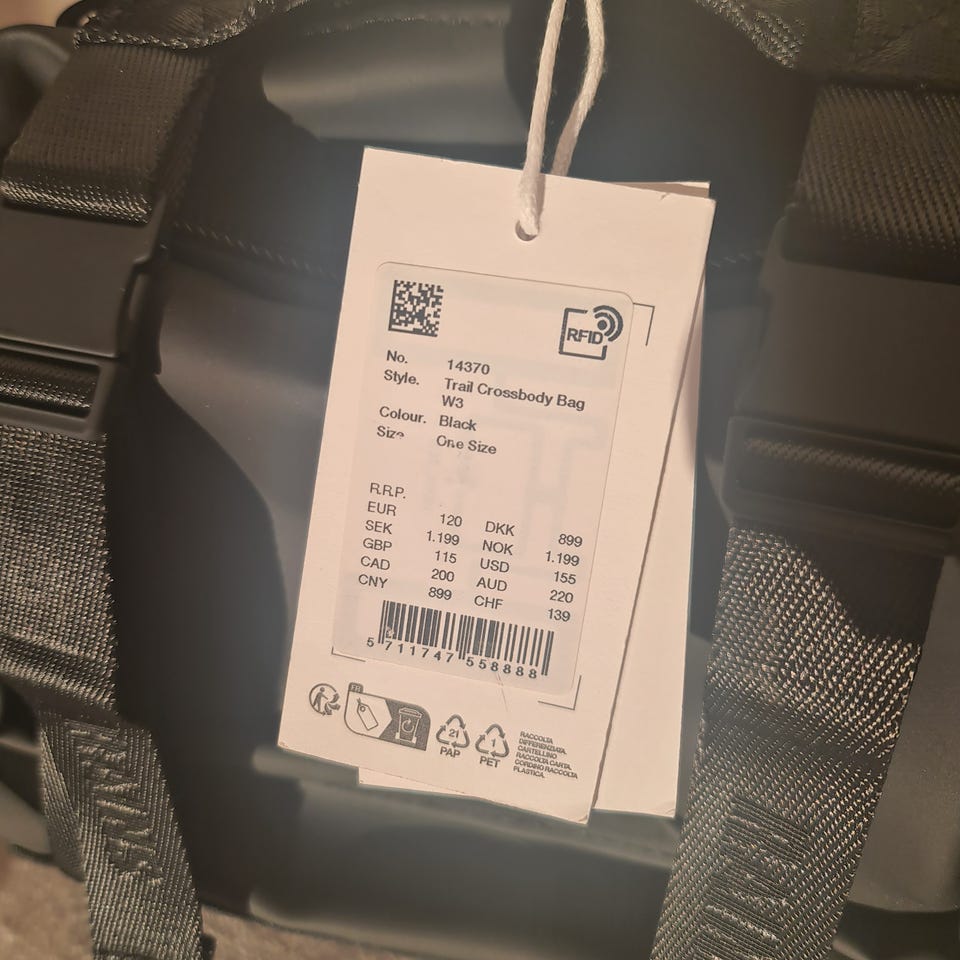 RFID
No. 14370
Style. Trail Crossbody Bag
W3
Colour. Black
Size One Size
R.R.P.
EUR 120 DKK 899
SEK 1.199 NOK 1.199
GBP 115 USD 155
CAD 200 AUD 220
CNY 899 CHF 139
5 711747 558888
FR
21
PAP
1
PET
RACCOLTA
DIFFERENZIATA.
CARTELLINO
RACCOLTA CARTA.
CORDINO RACCOLTA
PLASTICA.